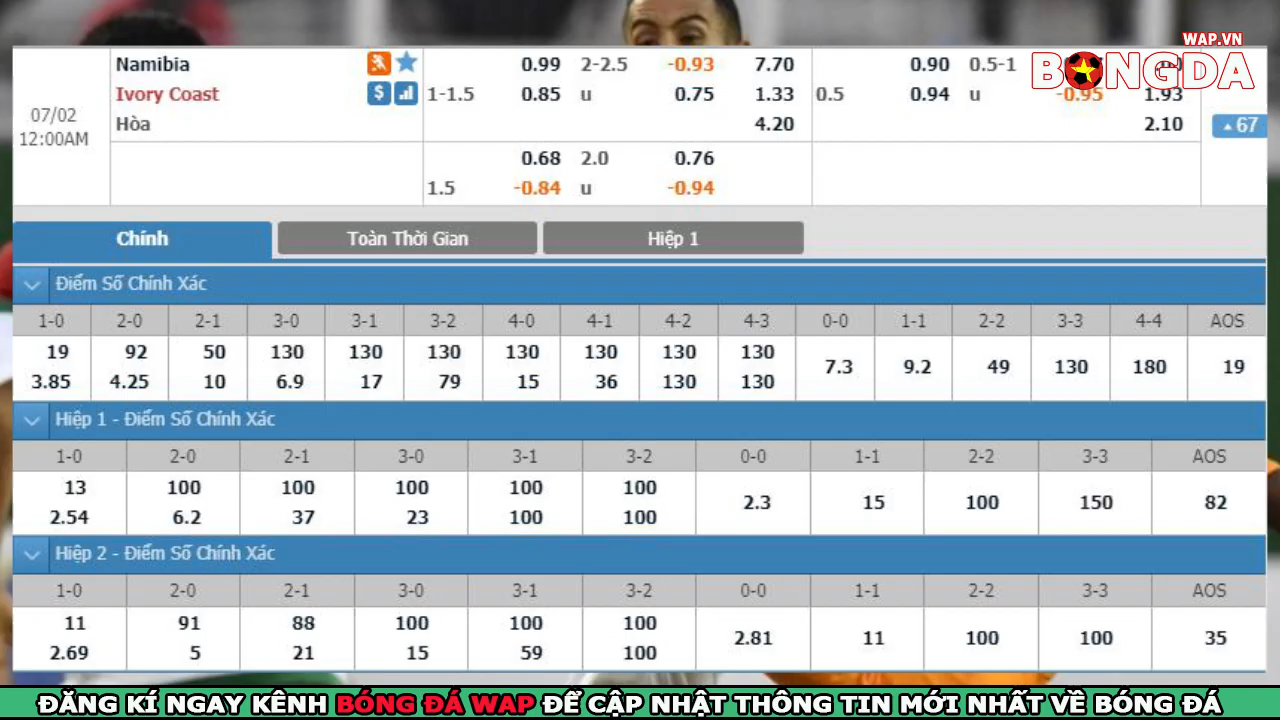 WAP.VN
BONGDA
Namibia 0.99 2-2.5 -0.93 7.70 0.90 0.5-1
07/02 Ivory Coast $ 1-1.5 0.85 u 0.75 1.33 0.5 0.94 u -0.95 1.93
12:00AM Hòa 4.20 2.10 67
0.68 2.0 0.76
1.5 -0.84 u -0.94
Chính Toàn Thời Gian Hiệp 1
Điểm Số Chính Xác
1-0 2-0 2-1 3-0 3-1 3-2 4-0 4-1 4-2 4-3 0-0 1-1 2-2 3-3 4-4 AOS
19 92 50 130 130 130 130 130 130 130
7.3 9.2 49 130 180 19
3.85 4.25 10 6.9 17 79 15 36 130 130
Hiệp 1 - Điểm Số Chính Xác
1-0 2-0 2-1 3-0 3-1 3-2 0-0 1-1 2-2 3-3 AOS
13 100 100 100 100 100
2.3 15 100 150 82
2.54 6.2 37 23 100 100
Hiệp 2 - Điểm Số Chính Xác
1-0 2-0 2-1 3-0 3-1 3-2 0-0 1-1 2-2 3-3 AOS
11 91 88 100 100 100
2.81 11 100 100 35
2.69 5 21 15 59 100
ĐĂNG KÍ NGAY KÊNH BÓNG ĐÁ WAP ĐỂ CẬP NHẬT THÔNG TIN MỚI NHẤT VỀ BÓNG ĐÁ